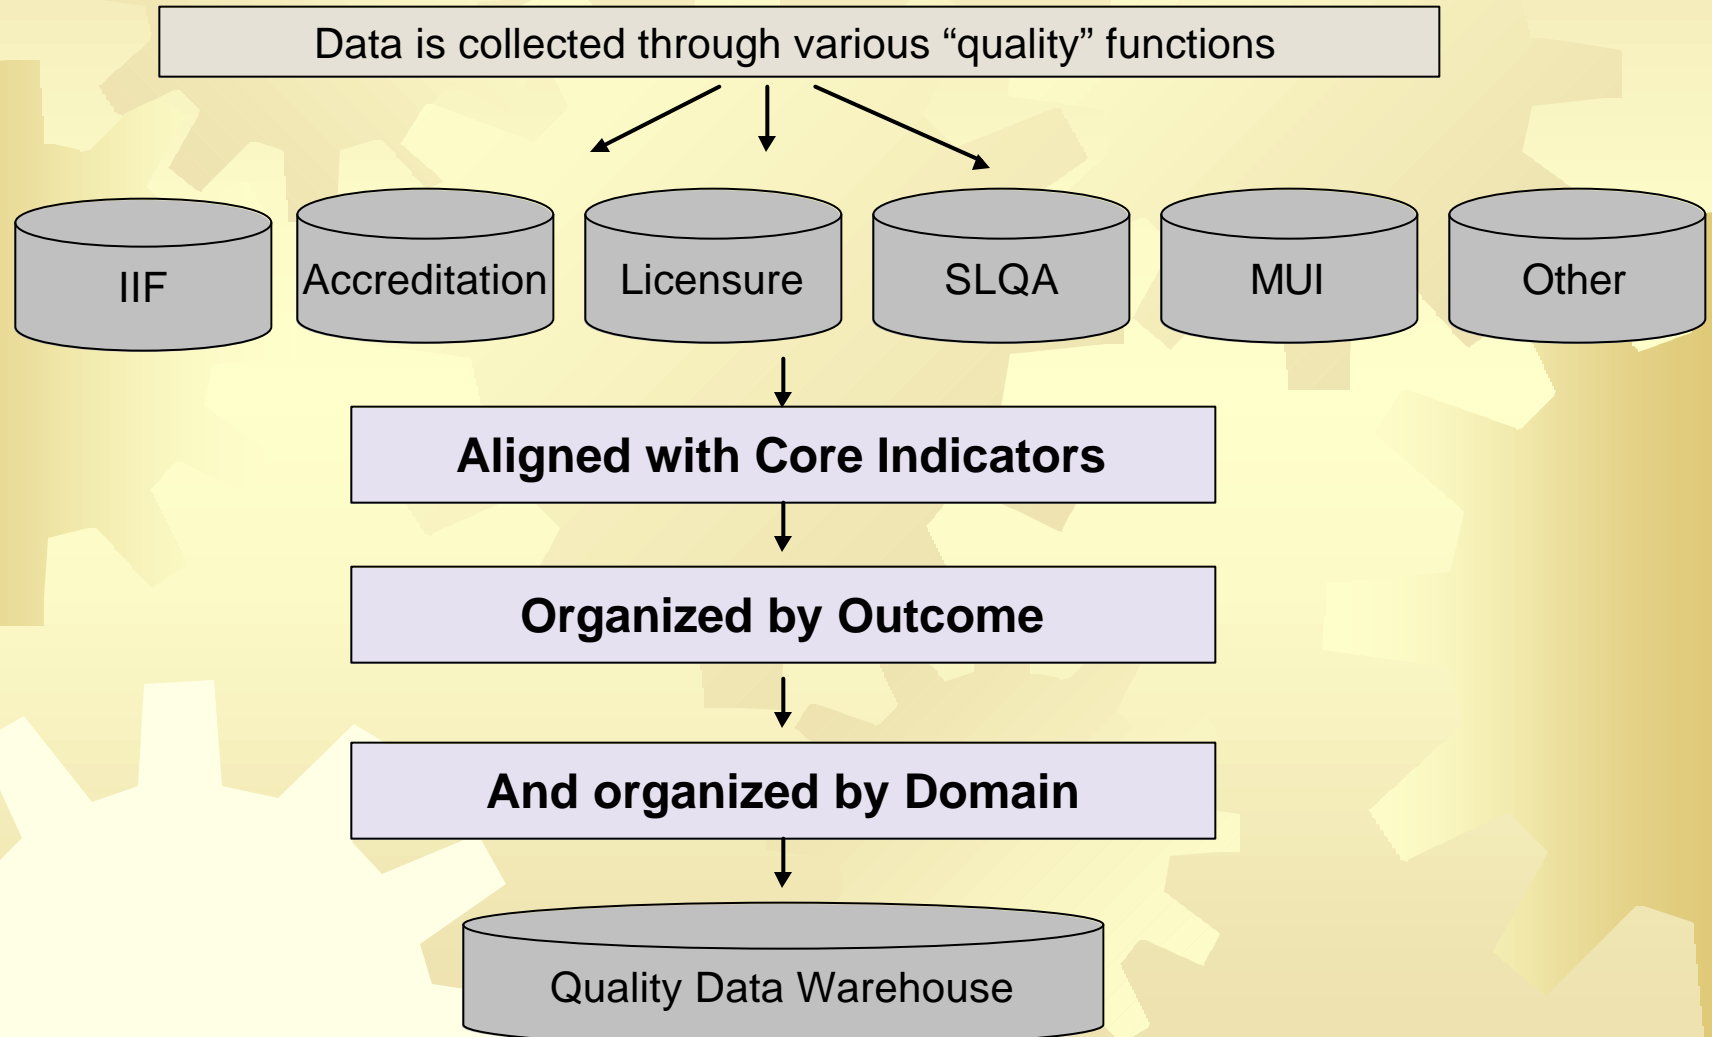 Data is collected through various “quality” functions
IIF
Accreditation
Licensure
SLQA
MUI
Other
Aligned with Core Indicators
Organized by Outcome
And organized by Domain
Quality Data Warehouse